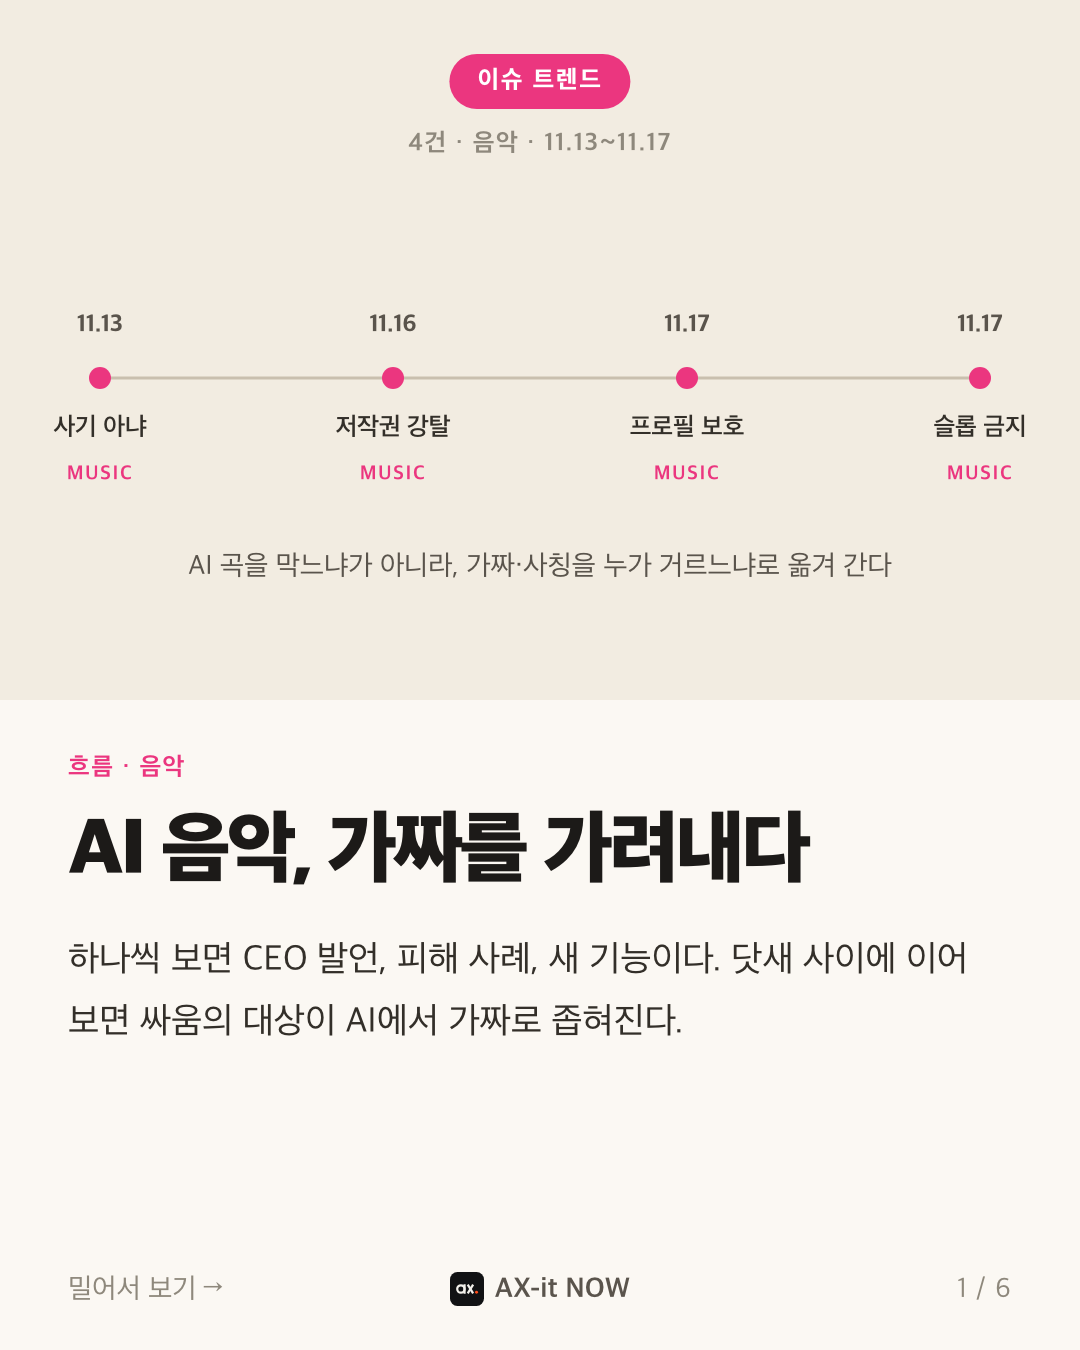 이슈 트렌드
4건 · 음악 · 11.13~11.17
11.13 11.16 11.17 11.17
사기 아냐 저작권 강탈 프로필 보호 슬롭 금지
MUSIC MUSIC MUSIC MUSIC
AI 곡을 막느냐가 아니라, 가짜·사칭을 누가 거르느냐로 옮겨 간다
흐름 · 음악
AI 음악, 가짜를 가려내다
하나씩 보면 CEO 발언, 피해 사례, 새 기능이다. 닷새 사이에 이어
보면 싸움의 대상이 AI에서 가짜로 좁혀진다.
밀어서 보기 → ax. AX-it NOW 1 / 6